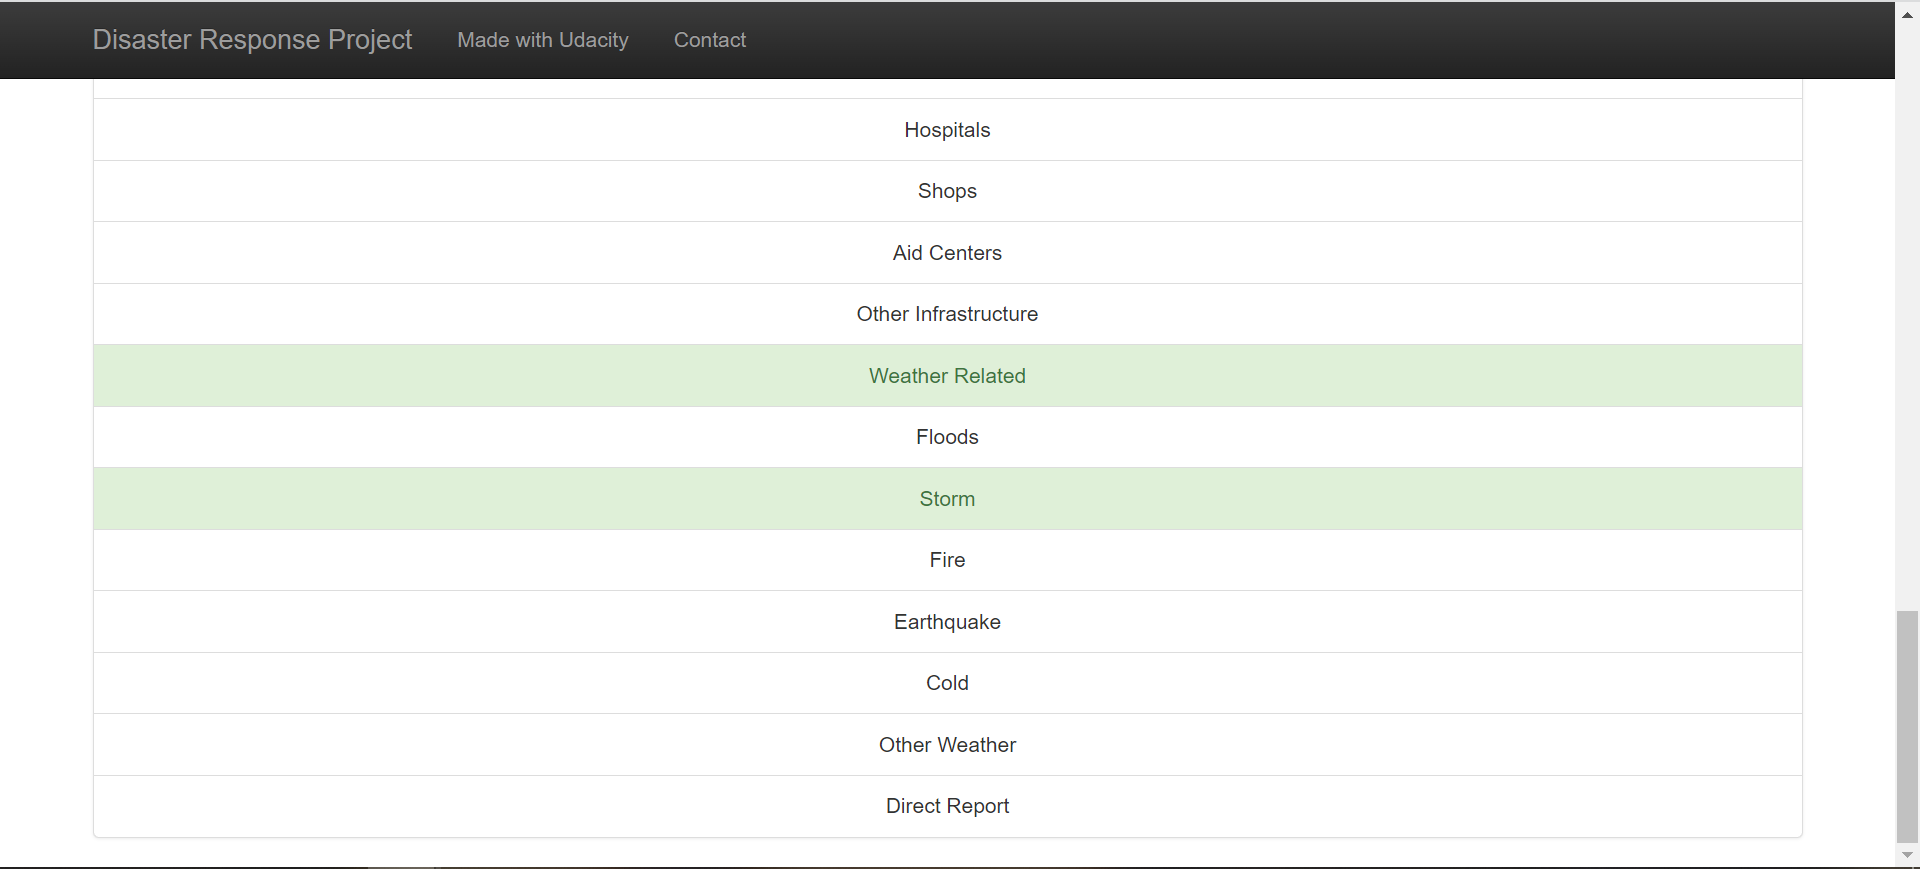 Disaster Response Project Made with Udacity Contact
Hospitals
Shops
Aid Centers
Other Infrastructure
Weather Related
Floods
Storm
Fire
Earthquake
Cold
Other Weather
Direct Report